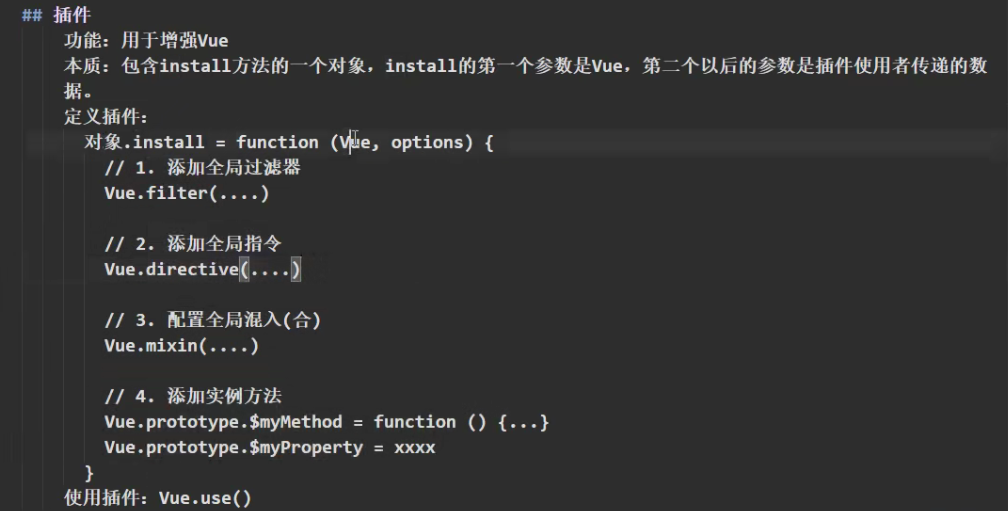 ## 插件
功能：用于增强Vue
本质：包含install方法的一个对象，install的第一个参数是Vue，第二个以后的参数是插件使用者传递的数
据。
定义插件：
对象.install = function (Vue, options) {
// 1. 添加全局过滤器
Vue.filter(....)
// 2. 添加全局指令
Vue.directive(....)
// 3. 配置全局混入(合)
Vue.mixin(....)
// 4. 添加实例方法
Vue.prototype.$myMethod = function () {...}
Vue.prototype.$myProperty = xxxx
}
使用插件：Vue.use()